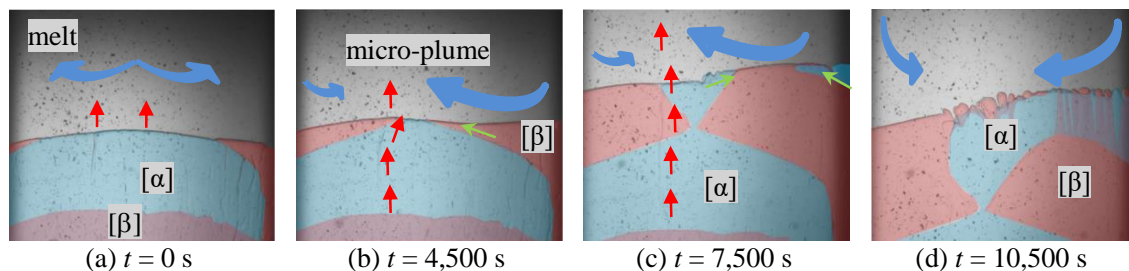 melt
[α]
[β]
micro-plume
[β]
[α]
[α]
[β]
(a) t = 0 s
(b) t = 4,500 s
(c) t = 7,500 s
(d) t = 10,500 s